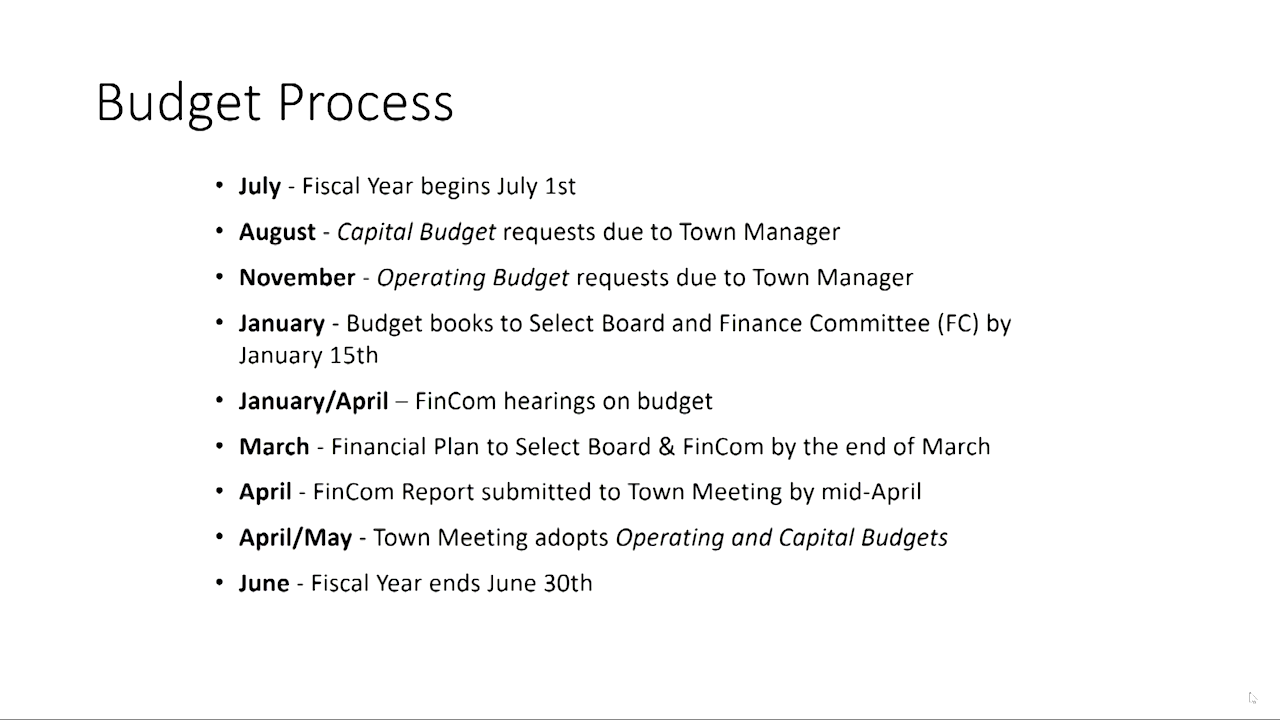 Budget Process
• July - Fiscal Year begins July 1st
• August - Capital Budget requests due to Town Manager
• November - Operating Budget requests due to Town Manager
• January - Budget books to Select Board and Finance Committee (FC) by
January 15th
• January/April – FinCom hearings on budget
• March - Financial Plan to Select Board & FinCom by the end of March
• April - FinCom Report submitted to Town Meeting by mid-April
• April/May - Town Meeting adopts Operating and Capital Budgets
• June - Fiscal Year ends June 30th